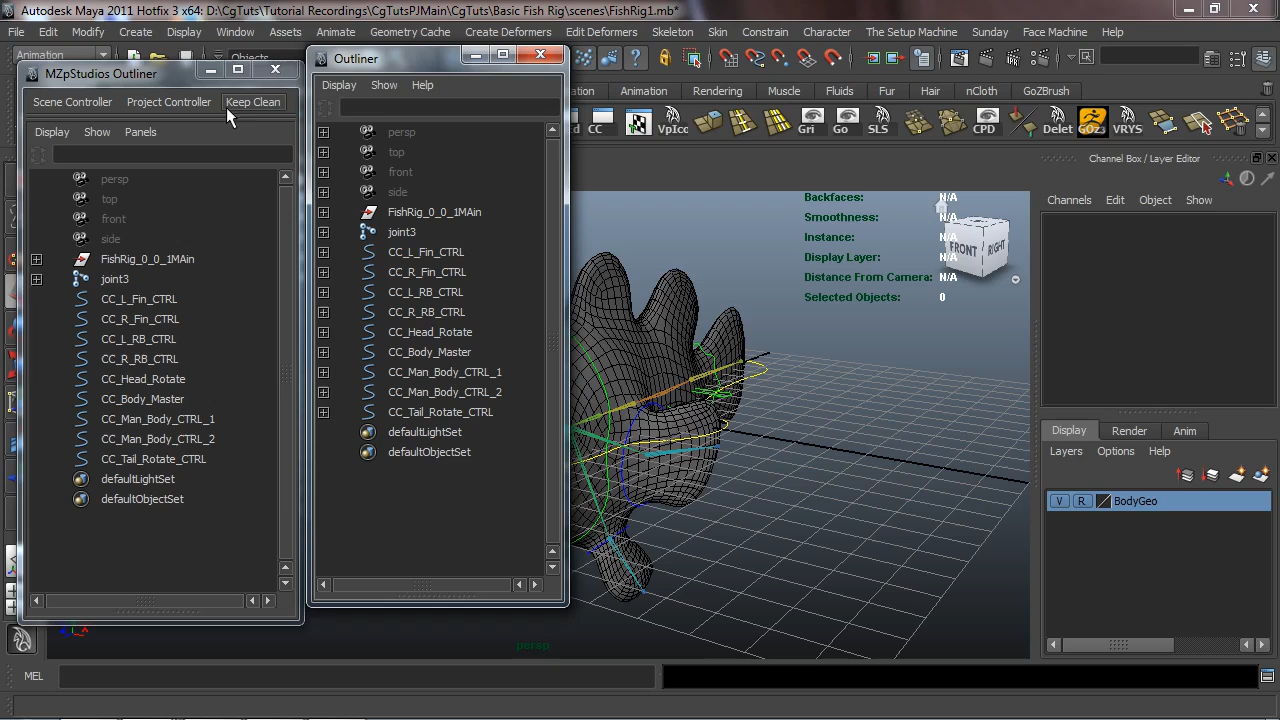 Autodesk Maya 2011 Hotfix 3 x64: D:\CgTuts\Tutorial Recordings\CgTutsPJMain\CgTuts\Basic Fish Rig\scenes\FishRig1.mb*
File Edit Modify Create Display Window Assets Animate Geometry Cache Create Deformers Edit Deformers Skeleton Skin Constrain Character The Setup Machine Sunday Face Machine Help
Animation Objects
MZpStudios Outliner
Scene Controller Project Controller Keep Clean
Display Show Panels
persp
top
front
side
FishRig_0_0_1MAin
joint3
CC_L_Fin_CTRL
CC_R_Fin_CTRL
CC_L_RB_CTRL
CC_R_RB_CTRL
CC_Head_Rotate
CC_Body_Master
CC_Man_Body_CTRL_1
CC_Man_Body_CTRL_2
CC_Tail_Rotate_CTRL
defaultLightSet
defaultObjectSet
Outliner
Display Show Help
persp
top
front
side
FishRig_0_0_1MAin
joint3
CC_L_Fin_CTRL
CC_R_Fin_CTRL
CC_L_RB_CTRL
CC_R_RB_CTRL
CC_Head_Rotate
CC_Body_Master
CC_Man_Body_CTRL_1
CC_Man_Body_CTRL_2
CC_Tail_Rotate_CTRL
defaultLightSet
defaultObjectSet
Animation Rendering Muscle Fluids Fur Hair nCloth GoZBrush
CC VpIcc Gri Go SLS CPD Delet GOZ3 VRYS
Backfaces: N/A
Smoothness: N/A
Instance: N/A
Display Layer: N/A
Distance From Camera: N/A
Selected Objects: 0
FRONT RIGHT
persp
Channel Box / Layer Editor
Channels Edit Object Show
Display Render Anim
Layers Options Help
V R BodyGeo
MEL